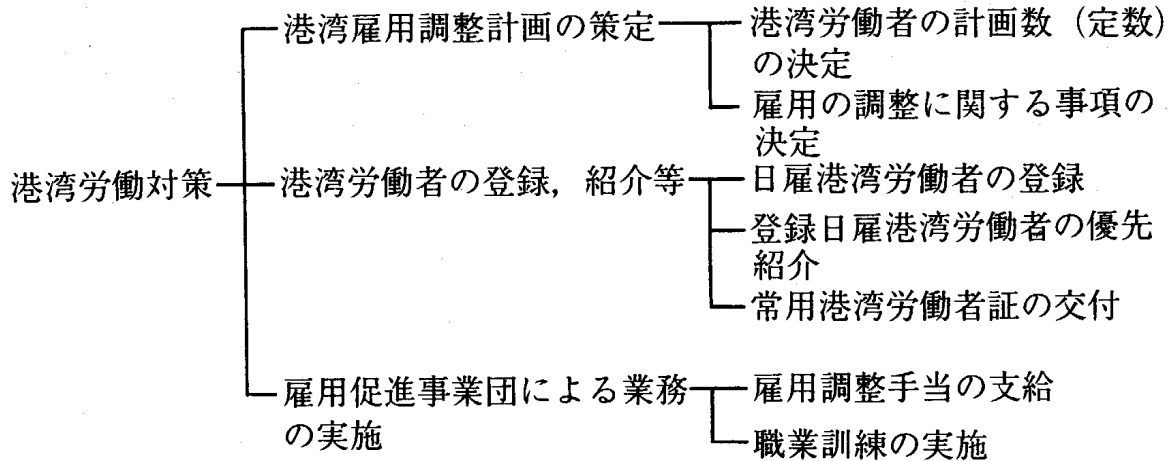 港湾労働対策
港湾雇用調整計画の策定
港湾労働者の計画数（定数）
の決定
雇用の調整に関する事項の
決定
港湾労働者の登録，紹介等
日雇港湾労働者の登録
登録日雇港湾労働者の優先
紹介
常用港湾労働者証の交付
雇用促進事業団による業務
の実施
雇用調整手当の支給
職業訓練の実施